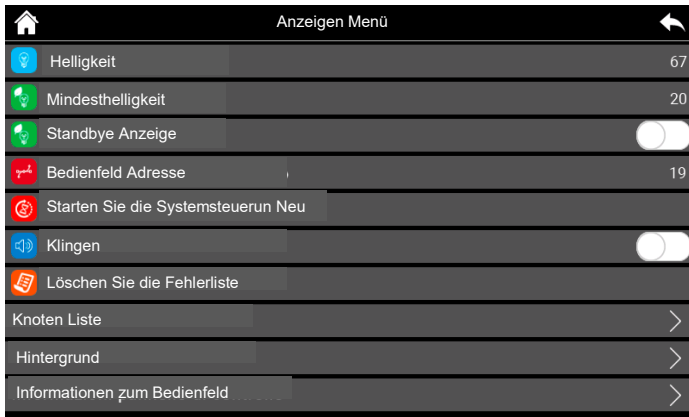 Anzeigen Menü
Helligkeit 67
Mindesthelligkeit 20
Standbye Anzeige
Bedienfeld Adresse 19
Starten Sie die Systemsteuerun Neu
Klingen
Löschen Sie die Fehlerliste
Knoten Liste
Hintergrund
Informationen zum Bedienfeld